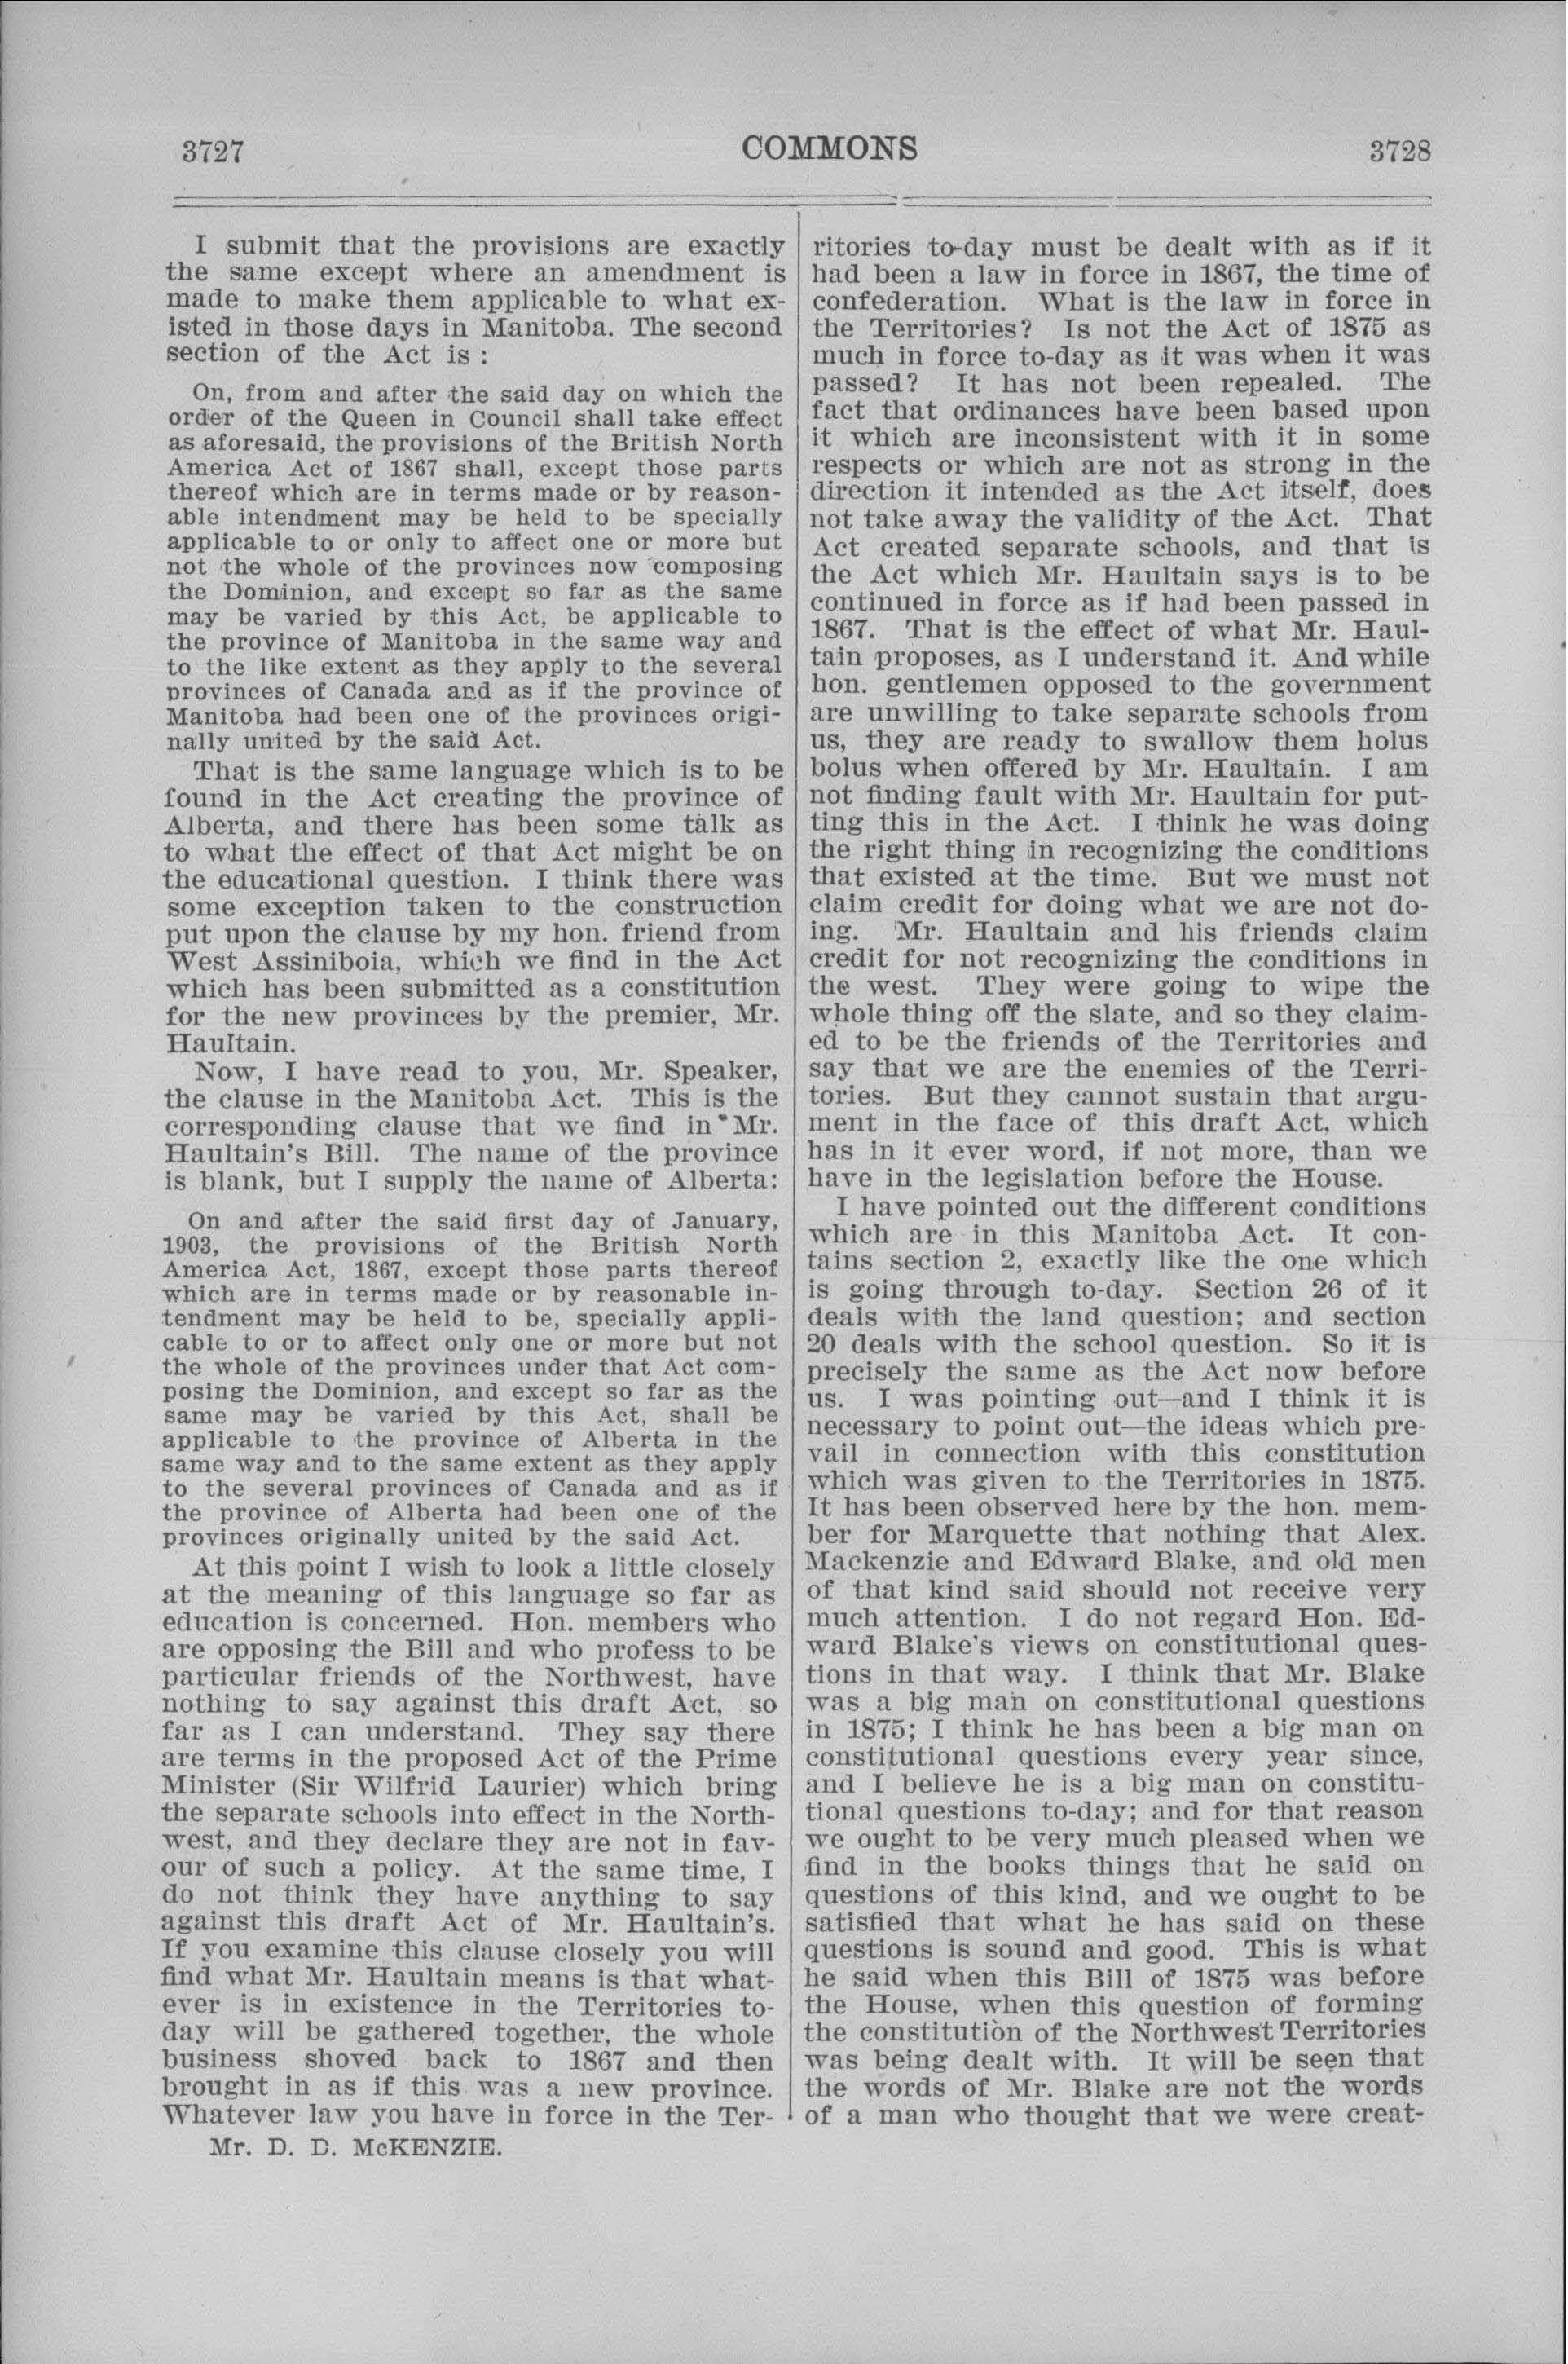 3727
COMMONS
3728
I submit that the provisions are exactly
the same except where an amendment is
made to make them applicable to what ex-
isted in those days in Manitoba. The second
section of the Act is :
On, from and after the said day on which the
order of the Queen in Council shall take effect
as aforesaid, the provisions of the British North
America Act of 1867 shall, except those parts
thereof which are in terms made or by reason-
able intendment may be held to be specially
applicable to or only to affect one or more but
not the whole of the provinces now composing
the Dominion, and except so far as the same
may be varied by this Act, be applicable to
the province of Manitoba in the same way and
to the like extent as they apply to the several
provinces of Canada and as if the province of
Manitoba had been one of the provinces origi-
nally united by the said Act.
That is the same language which is to be
found in the Act creating the province of
Alberta, and there has been some talk as
to what the effect of that Act might be on
the educational question. I think there was
some exception taken to the construction
put upon the clause by my hon. friend from
West Assiniboia, which we find in the Act
which has been submitted as a constitution
for the new provinces by the premier, Mr.
Haultain.
Now, I have read to you, Mr. Speaker,
the clause in the Manitoba Act. This is the
corresponding clause that we find in Mr.
Haultain's Bill. The name of the province
is blank, but I supply the name of Alberta:
On and after the said first day of January,
1903, the provisions of the British North
America Act, 1867, except those parts thereof
which are in terms made or by reasonable in-
tendment may be held to be, specially appli-
cable to or to affect only one or more but not
the whole of the provinces under that Act com-
posing the Dominion, and except so far as the
same may be varied by this Act, shall be
applicable to the province of Alberta in the
same way and to the same extent as they apply
to the several provinces of Canada and as if
the province of Alberta had been one of the
provinces originally united by the said Act.
At this point I wish to look a little closely
at the meaning of this language so far as
education is concerned. Hon. members who
are opposing the Bill and who profess to be
particular friends of the Northwest, have
nothing to say against this draft Act, so
far as I can understand. They say there
are terms in the proposed Act of the Prime
Minister (Sir Wilfrid Laurier) which bring
the separate schools into effect in the North-
west, and they declare they are not in fav-
our of such a policy. At the same time, I
do not think they have anything to say
against this draft Act of Mr. Haultain's.
If you examine this clause closely you will
find what Mr. Haultain means is that what-
ever is in existence in the Territories to-
day will be gathered together, the whole
business shoved back to 1867 and then
brought in as if this was a new province.
Whatever law you have in force in the Ter-
Mr. D. D. McKENZIE.
ritories to-day must be dealt with as if it
had been a law in force in 1867, the time of
confederation. What is the law in force in
the Territories? Is not the Act of 1875 as
much in force to-day as it was when it was
passed? It has not been repealed. The
fact that ordinances have been based upon
it which are inconsistent with it in some
respects or which are not as strong in the
direction it intended as the Act itself, does
not take away the validity of the Act. That
Act created separate schools, and that is
the Act which Mr. Haultain says is to be
continued in force as if had been passed in
1867. That is the effect of what Mr. Haul-
tain proposes, as I understand it. And while
hon. gentlemen opposed to the government
are unwilling to take separate schools from
us, they are ready to swallow them holus
bolus when offered by Mr. Haultain. I am
not finding fault with Mr. Haultain for put-
ting this in the Act. I think he was doing
the right thing in recognizing the conditions
that existed at the time. But we must not
claim credit for doing what we are not do-
ing. Mr. Haultain and his friends claim
credit for not recognizing the conditions in
the west. They were going to wipe the
whole thing off the slate, and so they claim-
ed to be the friends of the Territories and
say that we are the enemies of the Terri-
tories. But they cannot sustain that argu-
ment in the face of this draft Act, which
has in it ever word, if not more, than we
have in the legislation before the House.
I have pointed out the different conditions
which are in this Manitoba Act. It con-
tains section 2, exactly like the one which
is going through to-day. Section 26 of it
deals with the land question; and section
20 deals with the school question. So it is
precisely the same as the Act now before
us. I was pointing out—and I think it is
necessary to point out—the ideas which pre-
vail in connection with this constitution
which was given to the Territories in 1875.
It has been observed here by the hon. mem-
ber for Marquette that nothing that Alex.
Mackenzie and Edward Blake, and old men
of that kind said should not receive very
much attention. I do not regard Hon. Ed-
ward Blake's views on constitutional ques-
tions in that way. I think that Mr. Blake
was a big man on constitutional questions
in 1875; I think he has been a big man on
constitutional questions every year since,
and I believe he is a big man on constitu-
tional questions to-day; and for that reason
we ought to be very much pleased when we
find in the books things that he said on
questions of this kind, and we ought to be
satisfied that what he has said on these
questions is sound and good. This is what
he said when this Bill of 1875 was before
the House, when this question of forming
the constitution of the Northwest Territories
was being dealt with. It will be seen that
the words of Mr. Blake are not the words
of a man who thought that we were creat-